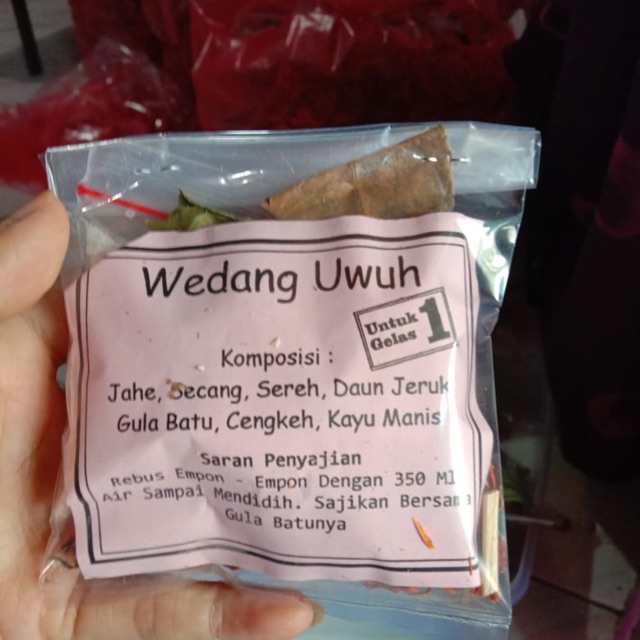 Wedang Uwuh
Untuk 1
Gelas
Komposisi :
Jahe, Secang, Sereh, Daun Jeruk
Gula Batu, Cengkeh, Kayu Manis
Saran Penyajian
Rebus Empon - Empon Dengan 350 Ml
Air Sampai Mendidih. Sajikan Bersama
Gula Batunya